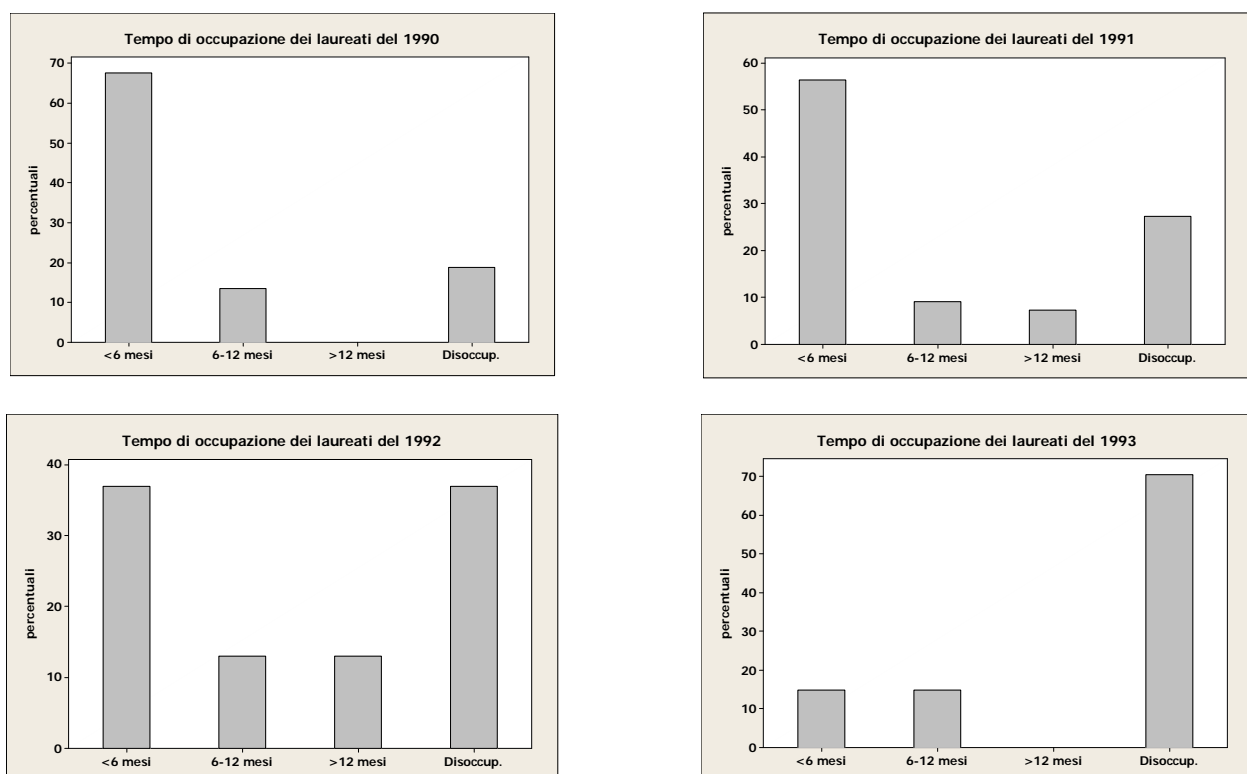 Tempo di occupazione dei laureati del 1990
70
60
50
40
30
20
10
0
percentuali
<6 mesi 6-12 mesi >12 mesi Disoccup.
Tempo di occupazione dei laureati del 1991
60
50
40
30
20
10
0
percentuali
<6 mesi 6-12 mesi >12 mesi Disoccup.
Tempo di occupazione dei laureati del 1992
40
30
20
10
0
percentuali
<6 mesi 6-12 mesi >12 mesi Disoccup.
Tempo di occupazione dei laureati del 1993
70
60
50
40
30
20
10
0
percentuali
<6 mesi 6-12 mesi >12 mesi Disoccup.